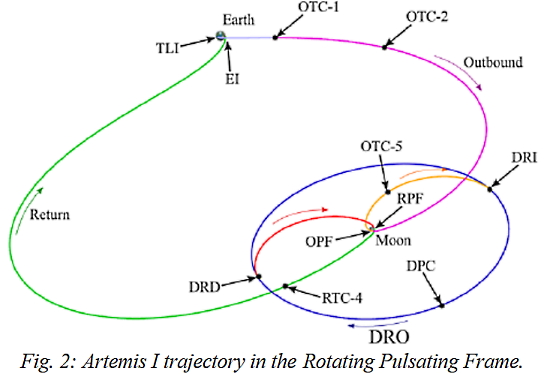 OTC-1
Earth
OTC-2
TLI
EI
Outbound
OTC-5
DRI
RPF
Return
OPF
Moon
DPC
DRD
RTC-4
DRO
Fig. 2: Artemis I trajectory in the Rotating Pulsating Frame.